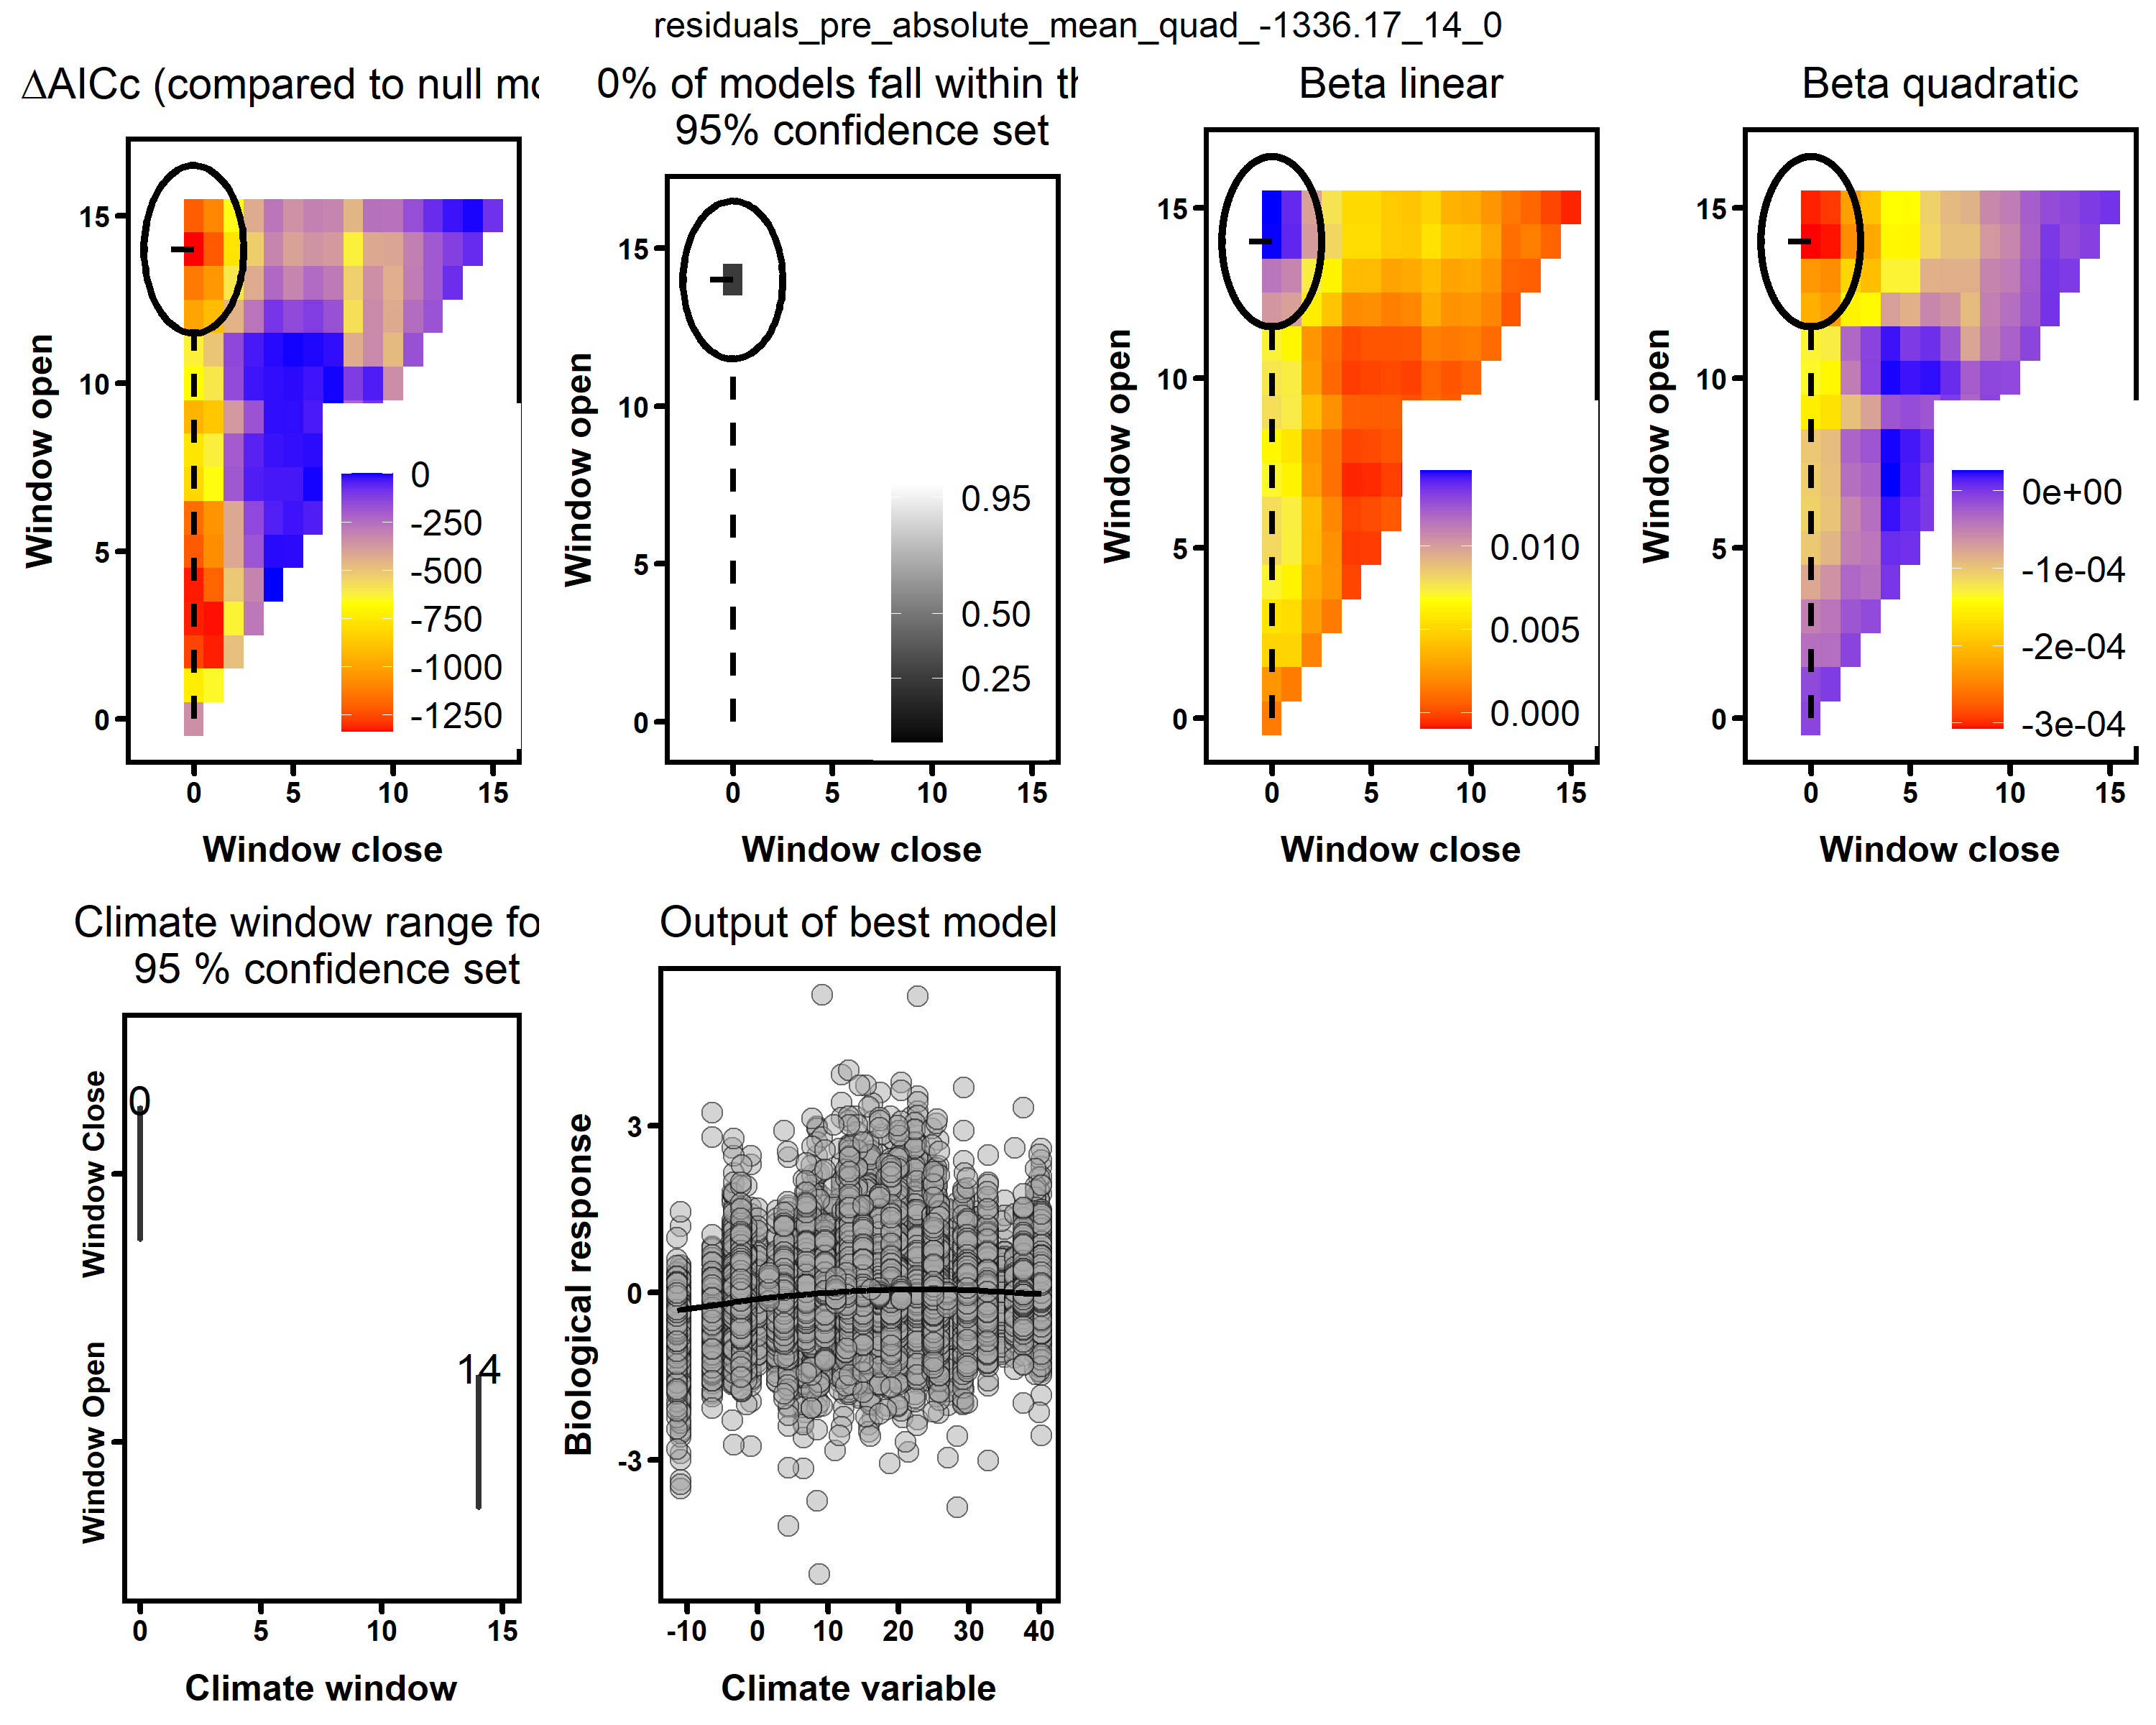 residuals_pre_absolute_mean_quad_-1336.17_14_0
ΔAICc (compared to null mo
15
10
5
0
0 5 10 15
Window open
Window close
0
-250
-500
-750
-1000
-1250
0% of models fall within th
95% confidence set
15
10
5
0
0 5 10 15
Window open
Window close
0.95
0.50
0.25
Beta linear
15
10
5
0
0 5 10 15
Window open
Window close
0.010
0.005
0.000
Beta quadratic
15
10
5
0
0 5 10 15
Window open
Window close
0e+00
-1e-04
-2e-04
-3e-04
Climate window range fo
95 % confidence set
Window Close
Window Open
0
14
0 5 10 15
Climate window
Output of best model
Biological response
3
0
-3
-10 0 10 20 30 40
Climate variable